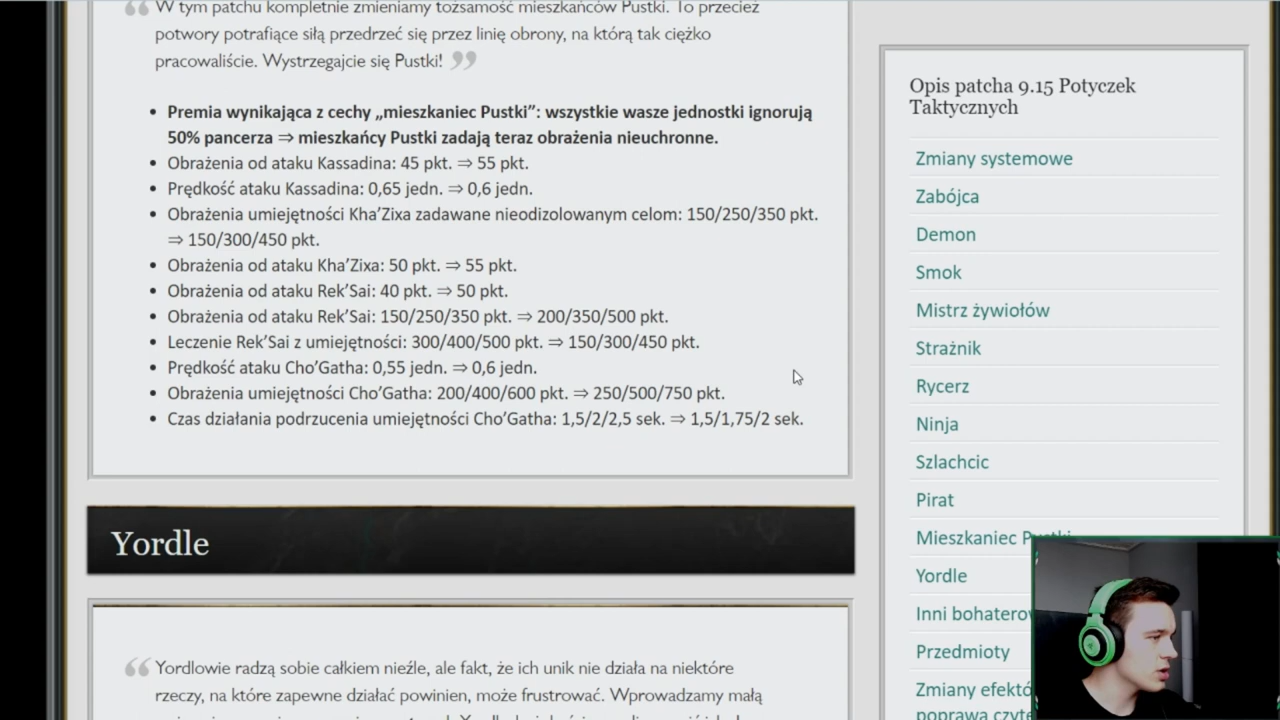 W tym patchu kompletnie zmieniamy tożsamość mieszkańców Pustki. To przecież
potwory potrafiące siłą przedrzeć się przez linię obrony, na którą tak ciężko
pracowaliście. Wystrzegajcie się Pustki!
Premia wynikająca z cechy „mieszkaniec Pustki”: wszystkie wasze jednostki ignorują
50% pancerza ⇒ mieszkańcy Pustki zadają teraz obrażenia nieuchronne.
Obrażenia od ataku Kassadina: 45 pkt. ⇒ 55 pkt.
Prędkość ataku Kassadina: 0,65 jedn. ⇒ 0,6 jedn.
Obrażenia umiejętności Kha’Zixa zadawane nieodizolowanym celom: 150/250/350 pkt.
⇒ 150/300/450 pkt.
Obrażenia od ataku Kha’Zixa: 50 pkt. ⇒ 55 pkt.
Obrażenia od ataku Rek’Sai: 40 pkt. ⇒ 50 pkt.
Obrażenia od ataku Rek’Sai: 150/250/350 pkt. ⇒ 200/350/500 pkt.
Leczenie Rek’Sai z umiejętności: 300/400/500 pkt. ⇒ 150/300/450 pkt.
Prędkość ataku Cho’Gatha: 0,55 jedn. ⇒ 0,6 jedn.
Obrażenia umiejętności Cho’Gatha: 200/400/600 pkt. ⇒ 250/500/750 pkt.
Czas działania podrzucenia umiejętności Cho’Gatha: 1,5/2/2,5 sek. ⇒ 1,5/1,75/2 sek.
Yordle
Yordlowie radzą sobie całkiem nieźle, ale fakt, że ich unik nie działa na niektóre
rzeczy, na które zapewne działać powinien, może frustrować. Wprowadzamy małą
Opis patcha 9.15 Potyczek
Taktycznych
Zmiany systemowe
Zabójca
Demon
Smok
Mistrz żywiołów
Strażnik
Rycerz
Ninja
Szlachcic
Pirat
Mieszkaniec Pustki
Yordle
Inni bohaterow
Przedmioty
Zmiany efektó
poprawa czyte